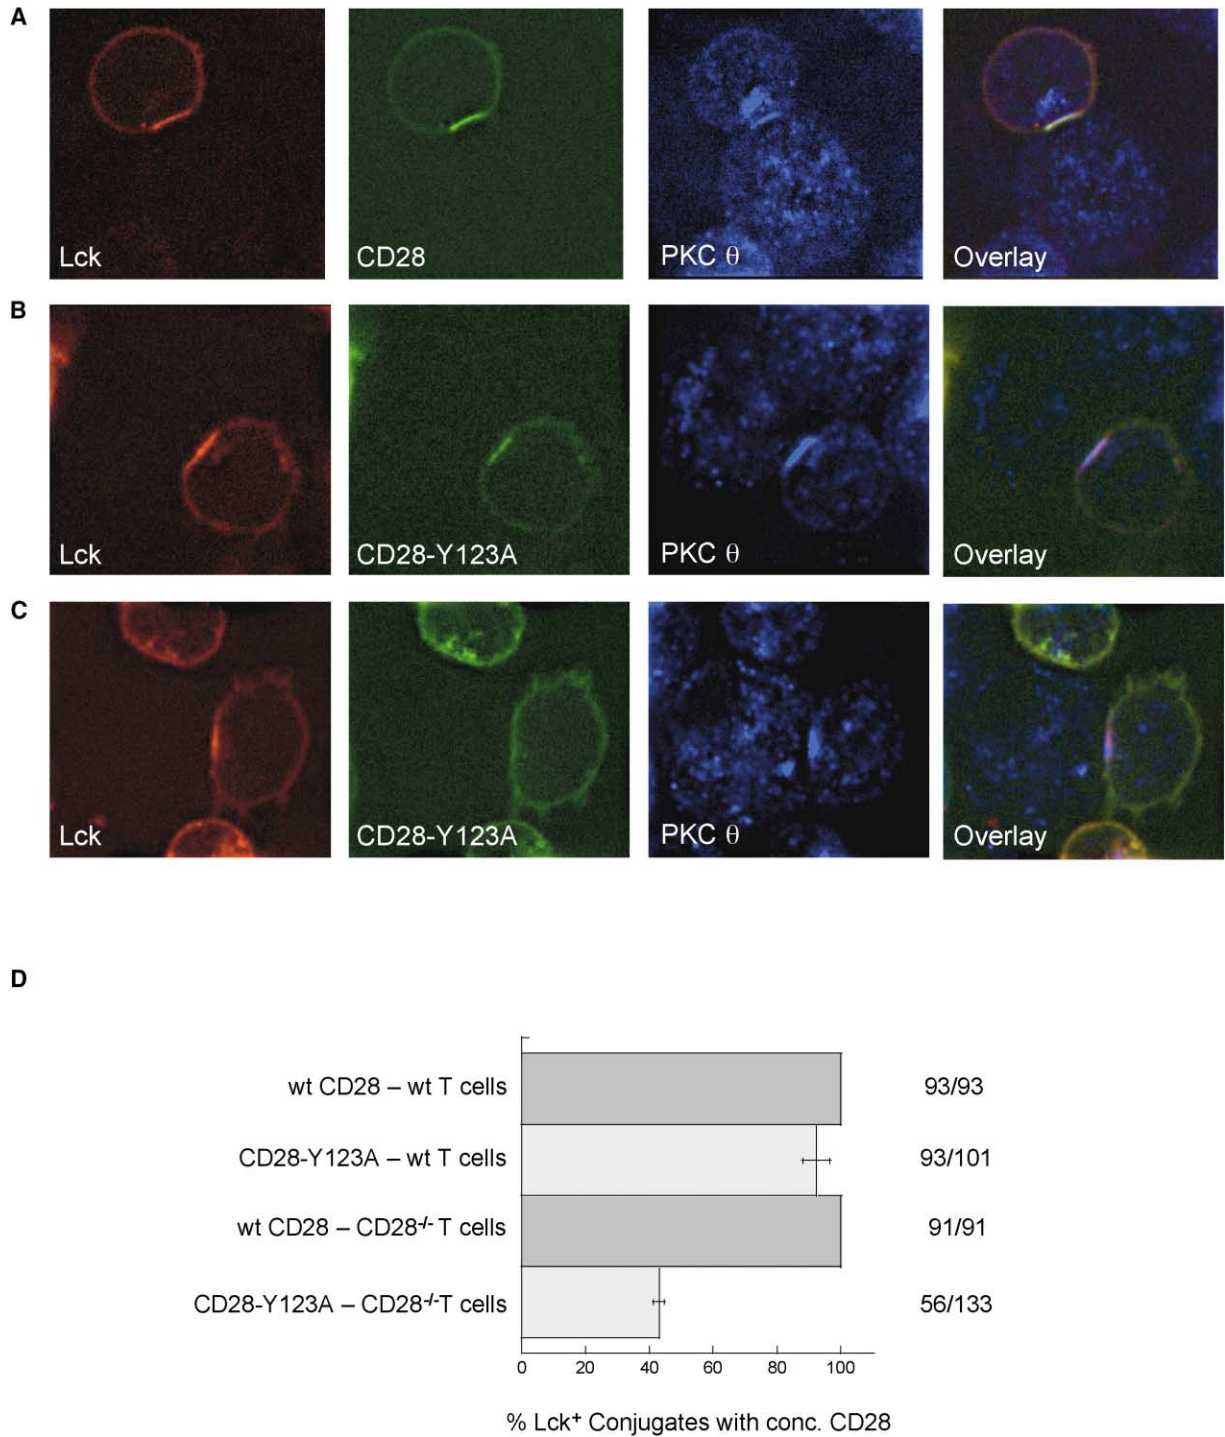 A
Lck
CD28
PKC θ
Overlay
B
Lck
CD28-Y123A
PKC θ
Overlay
C
Lck
CD28-Y123A
PKC θ
Overlay
D
wt CD28 – wt T cells 93/93
CD28-Y123A – wt T cells 93/101
wt CD28 – CD28-/- T cells 91/91
CD28-Y123A – CD28-/-T cells 56/133
0 20 40 60 80 100
% Lck+ Conjugates with conc. CD28